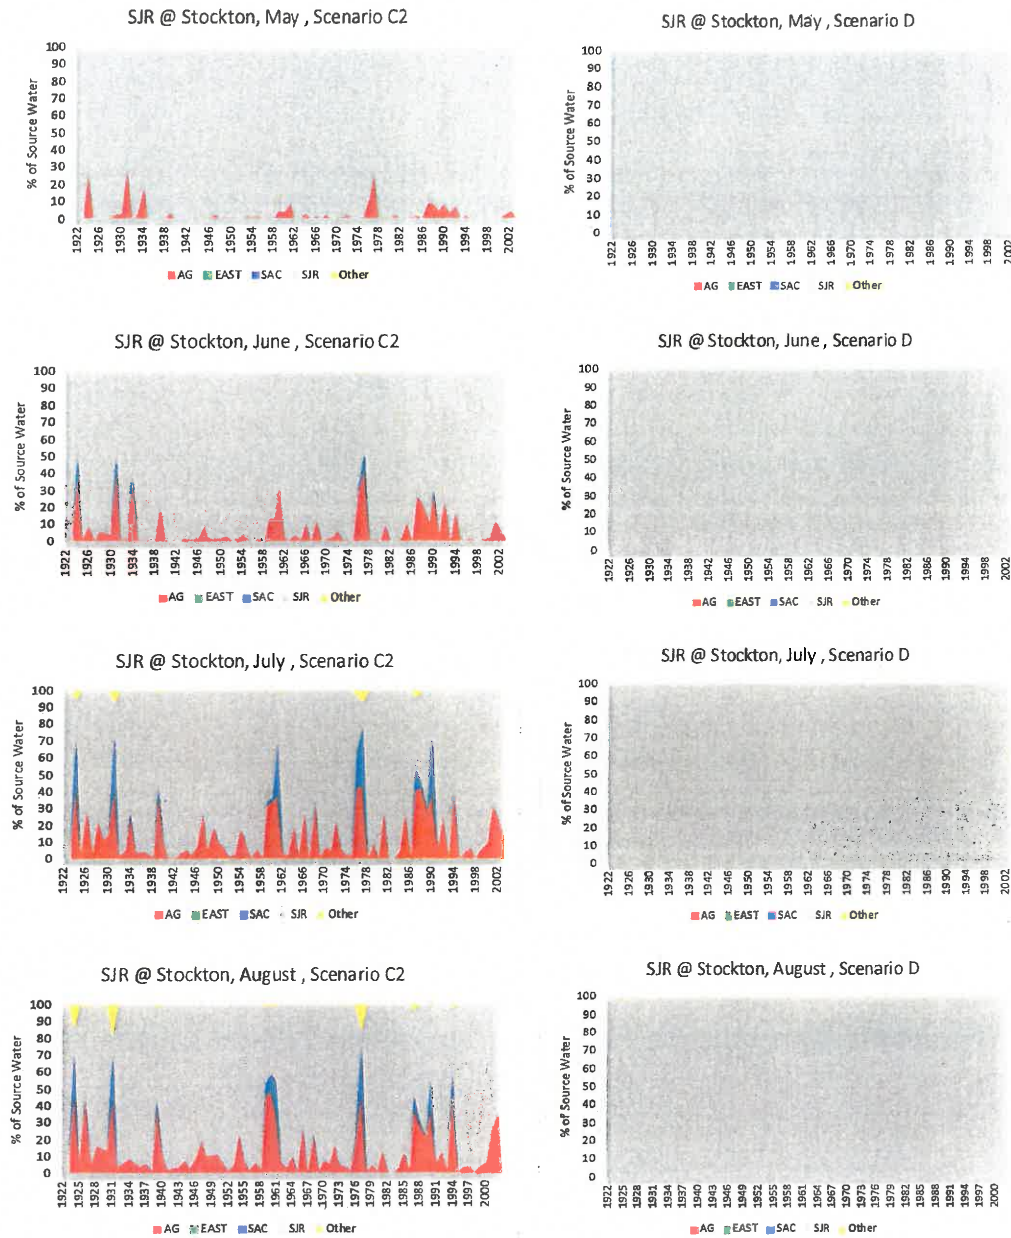 SJR @ Stockton, May , Scenario C2
100
90
80
70
60
50
40
30
20
10
0
% of Source Water
1922 1926 1930 1934 1938 1942 1946 1950 1954 1958 1962 1966 1970 1974 1978 1982 1986 1990 1994 1998 2002
AG EAST SAC SJR Other
SJR @ Stockton, May , Scenario D
100
90
80
70
60
50
40
30
20
10
0
% of Source Water
1922 1926 1930 1934 1938 1942 1946 1950 1954 1958 1962 1966 1970 1974 1978 1982 1986 1990 1994 1998 2002
AG EAST SAC SJR Other
SJR @ Stockton, June , Scenario C2
100
90
80
70
60
50
40
30
20
10
0
% of Source Water
1922 1926 1930 1934 1938 1942 1946 1950 1954 1958 1962 1966 1970 1974 1978 1982 1986 1990 1994 1998 2002
AG EAST SAC SJR Other
SJR @ Stockton, June , Scenario D
100
90
80
70
60
50
40
30
20
10
0
% of Source Water
1922 1926 1930 1934 1938 1942 1946 1950 1954 1958 1962 1966 1970 1974 1978 1982 1986 1990 1994 1998 2002
AG EAST SAC SJR Other
SJR @ Stockton, July , Scenario C2
100
90
80
70
60
50
40
30
20
10
0
% of Source Water
1922 1926 1930 1934 1938 1942 1946 1950 1954 1958 1962 1966 1970 1974 1978 1982 1986 1990 1994 1998 2002
AG EAST SAC SJR Other
SJR @ Stockton, July , Scenario D
100
90
80
70
60
50
40
30
20
10
0
% of Source Water
1922 1926 1930 1934 1938 1942 1946 1950 1954 1958 1962 1966 1970 1974 1978 1982 1986 1990 1994 1998 2002
AG EAST SAC SJR Other
SJR @ Stockton, August , Scenario C2
100
90
80
70
60
50
40
30
20
10
0
% of Source Water
1922 1925 1928 1931 1934 1937 1940 1943 1946 1949 1952 1955 1958 1961 1964 1967 1970 1973 1976 1979 1982 1985 1988 1991 1994 1997 2000
AG EAST SAC SJR Other
SJR @ Stockton, August , Scenario D
100
90
80
70
60
50
40
30
20
10
0
% of Source Water
1922 1925 1928 1931 1934 1937 1940 1943 1946 1949 1952 1955 1958 1961 1964 1967 1970 1973 1976 1979 1982 1985 1988 1991 1994 1997 2000
AG EAST SAC SJR Other